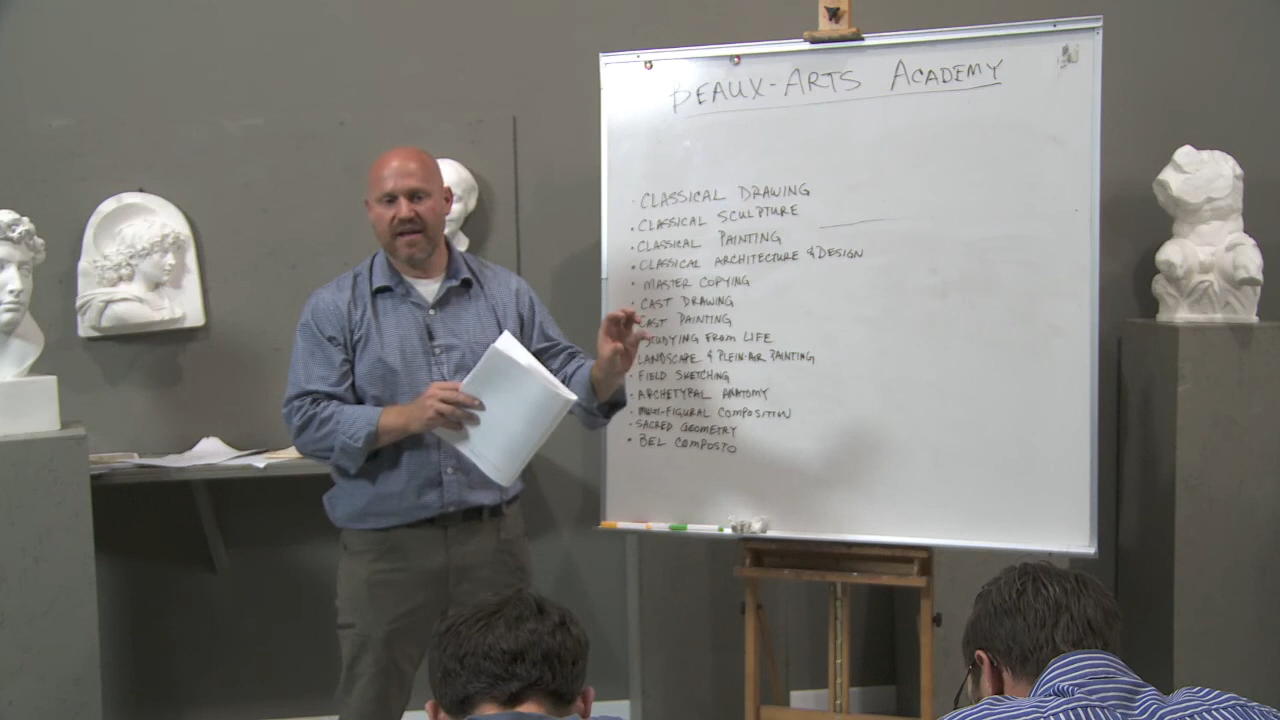 BEAUX-ARTS ACADEMY
· CLASSICAL DRAWING
· CLASSICAL SCULPTURE
· CLASSICAL PAINTING
· CLASSICAL ARCHITECTURE & DESIGN
· MASTER COPYING
· CAST DRAWING
CAST PAINTING
STUDYING FROM LIFE
LANDSCAPE & PLEIN-AIR PAINTING
· FIELD SKETCHING
· ARCHETYPAL ANATOMY
· MULTI-FIGURAL COMPOSITION
· SACRED GEOMETRY
· BEL COMPOSTO